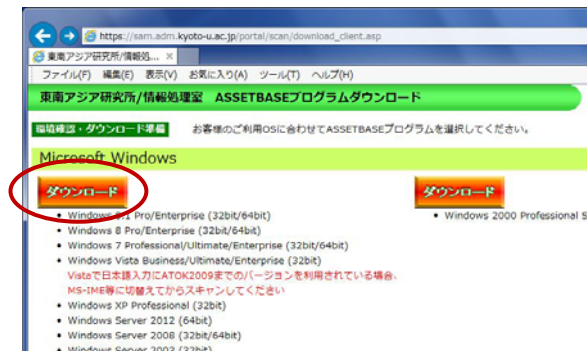 https://sam.adm.kyoto-u.ac.jp/portal/scan/download_client.asp
東南アジア研究所/情報処... ×
ファイル(F) 編集(E) 表示(V) お気に入り(A) ツール(T) ヘルプ(H)
東南アジア研究所/情報処理室 ASSETBASEプログラムダウンロード
環境確認・ダウンロード準備 お客様のご利用OSに合わせてASSETBASEプログラムを選択してください。
Microsoft Windows
ダウンロード ダウンロード
• Windows 8.1 Pro/Enterprise (32bit/64bit) • Windows 2000 Professional S
• Windows 8 Pro/Enterprise (32bit/64bit)
• Windows 7 Professional/Ultimate/Enterprise (32bit/64bit)
• Windows Vista Business/Ultimate/Enterprise (32bit)
Vistaで日本語入力にATOK2009までのバージョンを利用されている場合、
MS-IME等に切替えてからスキャンしてください
• Windows XP Professional (32bit)
• Windows Server 2012 (64bit)
• Windows Server 2008 (32bit/64bit)
• Windows Server 2003 (32bit)